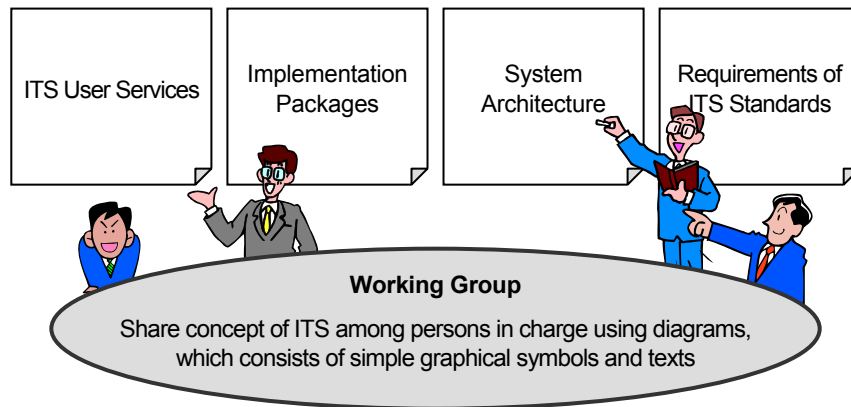 ITS User Services
Implementation
Packages
System
Architecture
Requirements of
ITS Standards
Working Group
Share concept of ITS among persons in charge using diagrams,
which consists of simple graphical symbols and texts